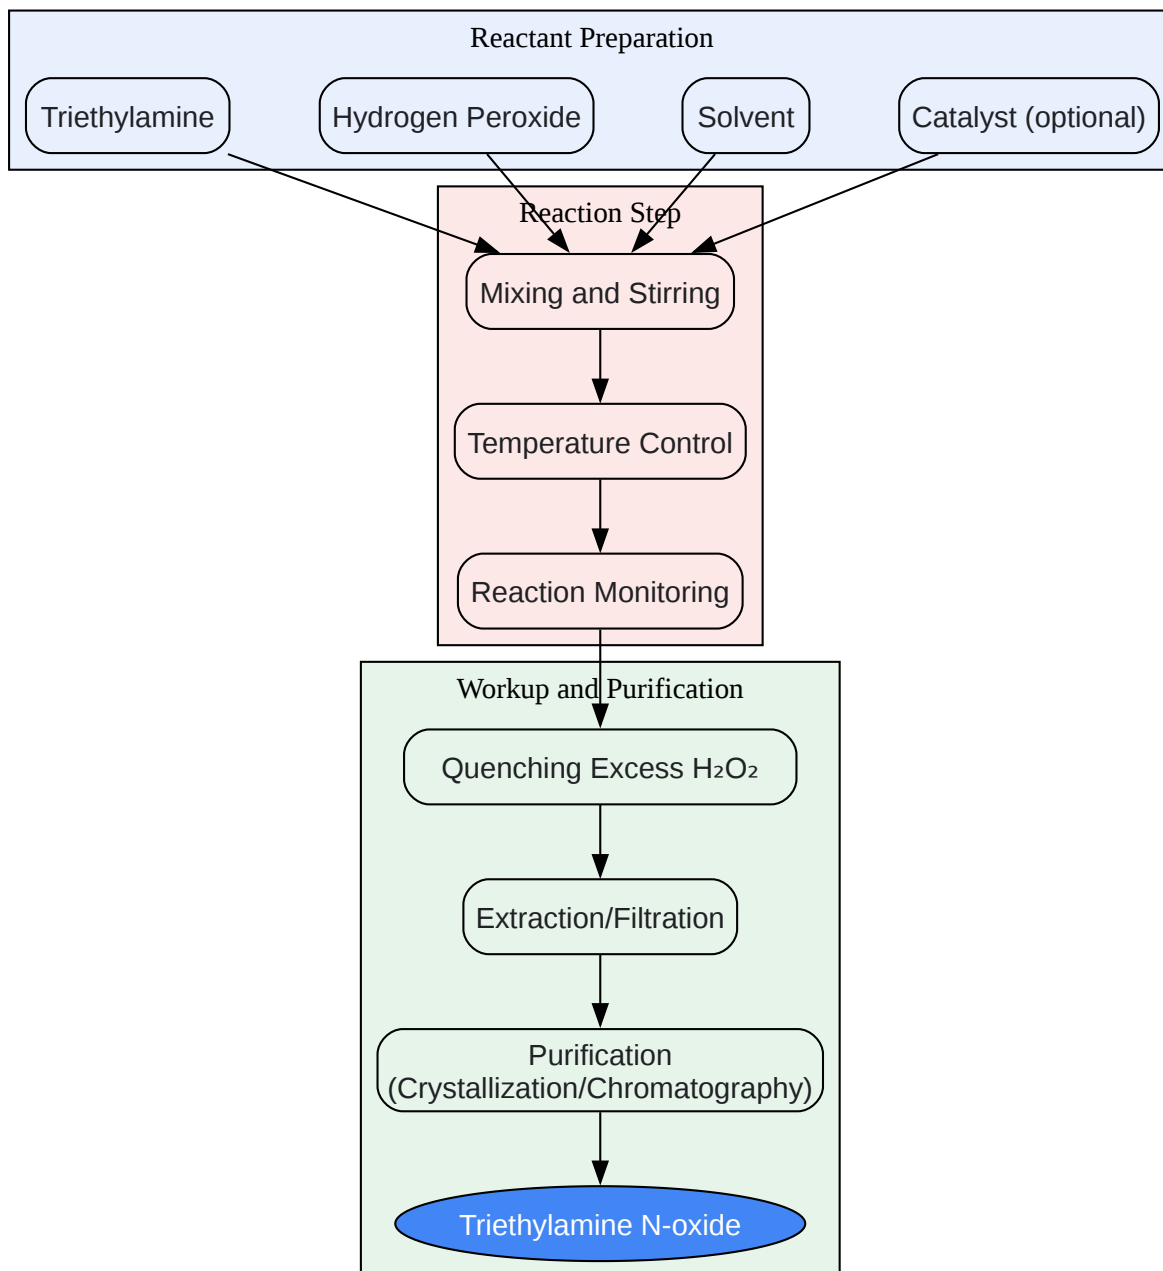 Reactant Preparation
Triethylamine
Hydrogen Peroxide
Solvent
Catalyst (optional)
Reaction Step
Mixing and Stirring
Temperature Control
Reaction Monitoring
Workup and Purification
Quenching Excess H₂O₂
Extraction/Filtration
Purification
(Crystallization/Chromatography)
Triethylamine N-oxide